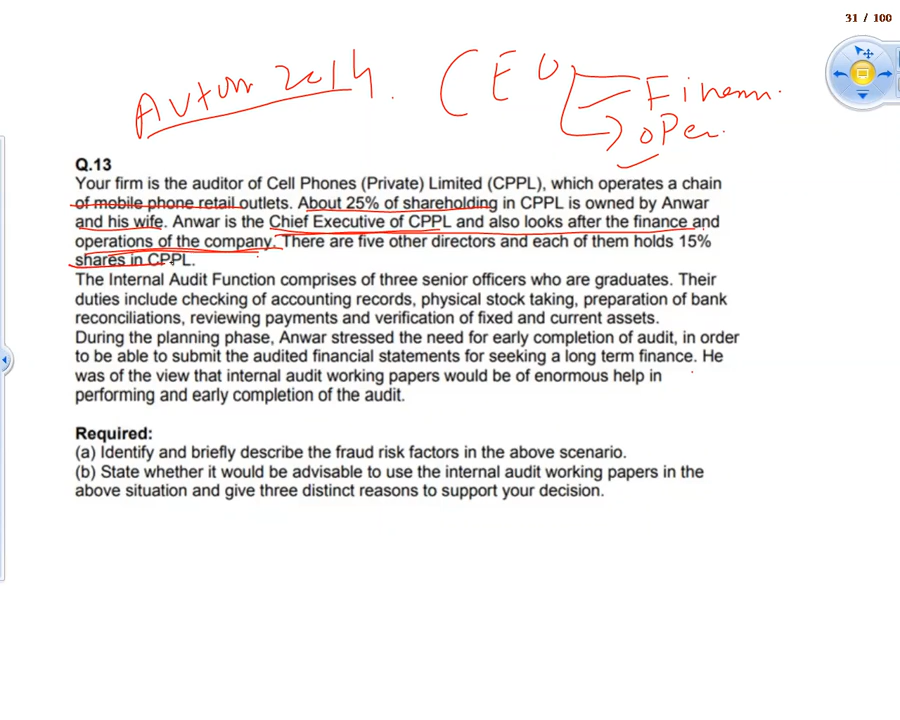 31 / 100
Autum 2014. CEO
Finann.
oper.
Q.13
Your firm is the auditor of Cell Phones (Private) Limited (CPPL), which operates a chain
of mobile phone retail outlets. About 25% of shareholding in CPPL is owned by Anwar
and his wife. Anwar is the Chief Executive of CPPL and also looks after the finance and
operations of the company. There are five other directors and each of them holds 15%
shares in CPPL.
The Internal Audit Function comprises of three senior officers who are graduates. Their
duties include checking of accounting records, physical stock taking, preparation of bank
reconciliations, reviewing payments and verification of fixed and current assets.
During the planning phase, Anwar stressed the need for early completion of audit, in order
to be able to submit the audited financial statements for seeking a long term finance. He
was of the view that internal audit working papers would be of enormous help in
performing and early completion of the audit.
Required:
(a) Identify and briefly describe the fraud risk factors in the above scenario.
(b) State whether it would be advisable to use the internal audit working papers in the
above situation and give three distinct reasons to support your decision.